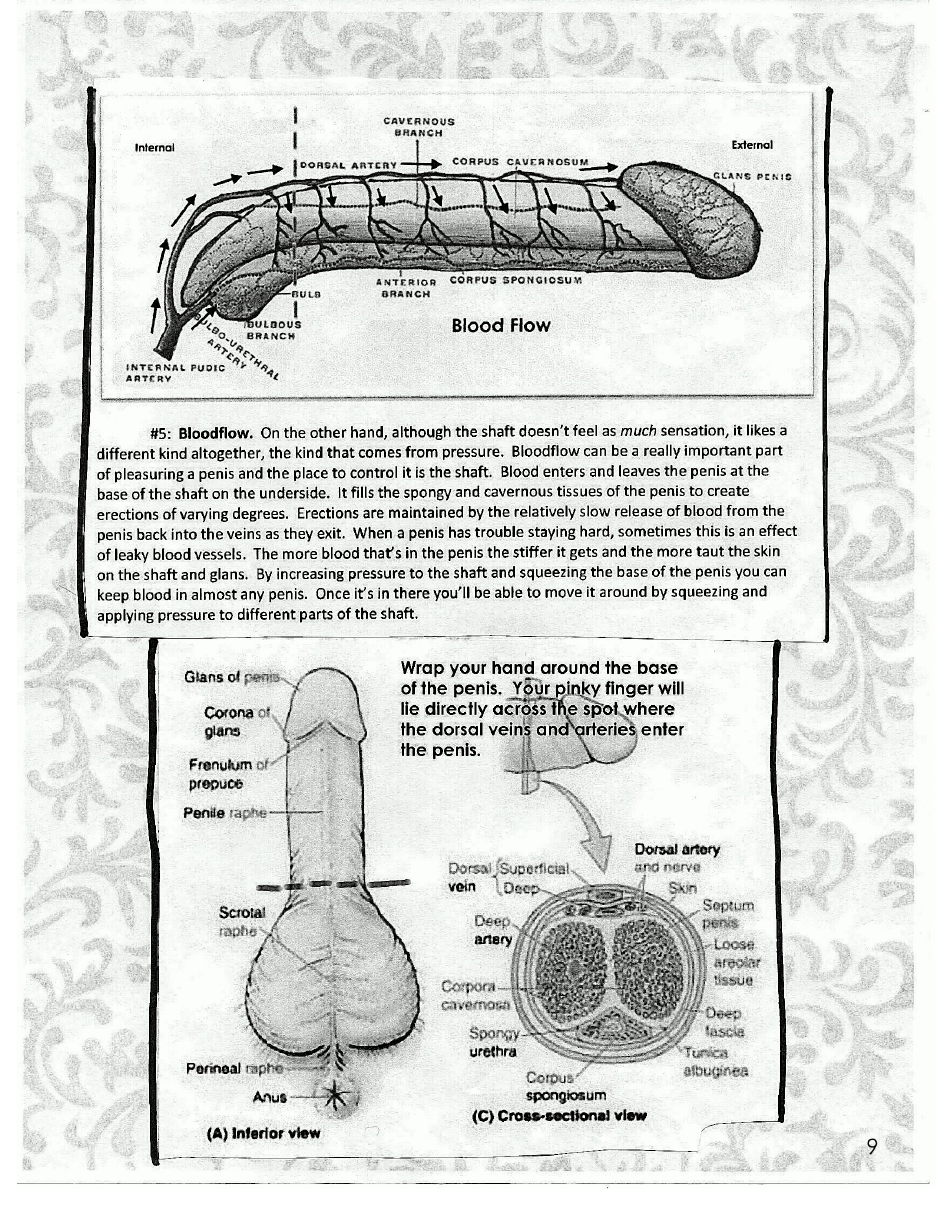 CAVERNOUS
BRANCH
Internal
External
DORSAL ARTERY
CORPUS CAVERNOSUM
GLANS PENIS
BULB
ANTERIOR
BRANCH
CORPUS SPONGIOSUM
BULBOUS
BRANCH
BULBO-URETHRAL
ARTERY
INTERNAL PUDIC
ARTERY
Blood Flow
#5: Bloodflow. On the other hand, although the shaft doesn't feel as much sensation, it likes a
different kind altogether, the kind that comes from pressure. Bloodflow can be a really important part
of pleasuring a penis and the place to control it is the shaft. Blood enters and leaves the penis at the
base of the shaft on the underside. It fills the spongy and cavernous tissues of the penis to create
erections of varying degrees. Erections are maintained by the relatively slow release of blood from the
penis back into the veins as they exit. When a penis has trouble staying hard, sometimes this is an effect
of leaky blood vessels. The more blood that's in the penis the stiffer it gets and the more taut the skin
on the shaft and glans. By increasing pressure to the shaft and squeezing the base of the penis you can
keep blood in almost any penis. Once it's in there you'll be able to move it around by squeezing and
applying pressure to different parts of the shaft.
Glans of penis
Corona of
glans
Frenulum of
prepuce
Penile raphe
Scrotal
raphe
Perineal raphe
Anus
(A) Inferior view
Wrap your hand around the base
of the penis. Your pinky finger will
lie directly across the spot where
the dorsal veins and arteries enter
the penis.
Dorsal artery
and nerve
Dorsal
vein
Superficial
Deep
Skin
Septum
penis
Deep
artery
Loose
areolar
tissue
Corpora
cavernosa
Deep
fascia
Spongy
urethra
Tunica
albuginea
Corpus
spongiosum
(C) Cross-sectional view
9